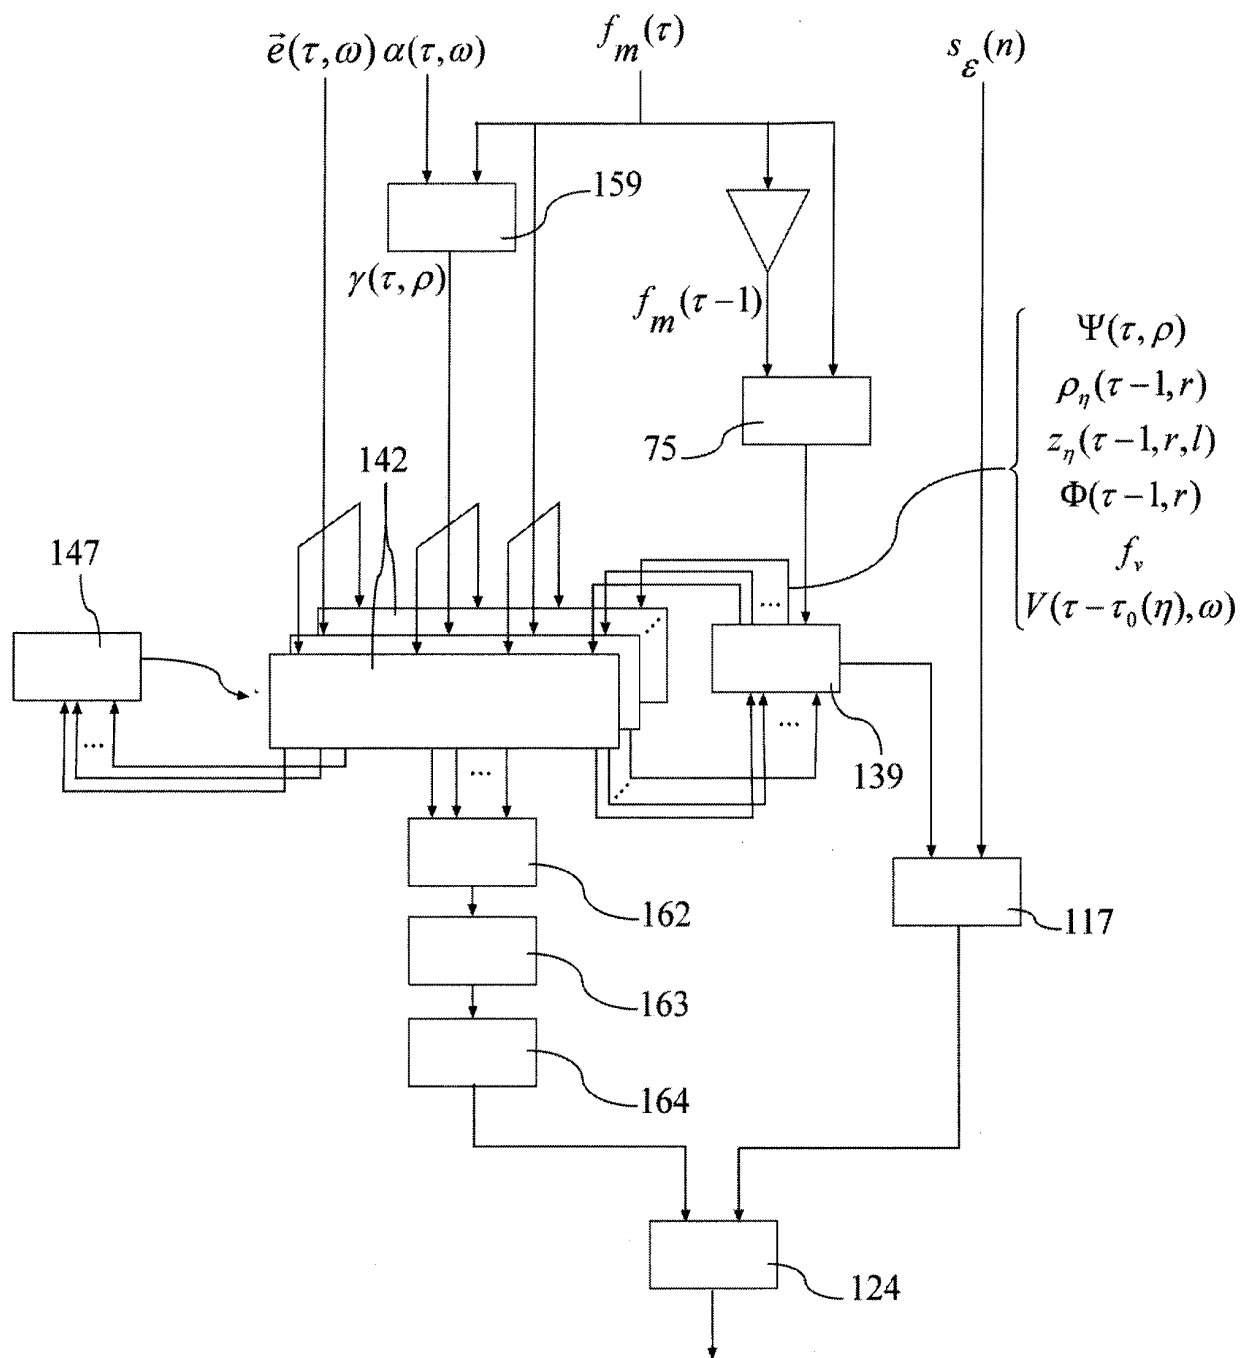 e⃗(τ,ω) α(τ,ω)
f_m(τ)
s_ε(n)
159
γ(τ,ρ)
f_m(τ−1)
Ψ(τ,ρ)
ρ_η(τ−1,r)
z_η(τ−1,r,l)
Φ(τ−1,r)
f_v
V(τ−τ_0(η),ω)
75
142
147
...
...
...
...
139
162
117
163
164
124